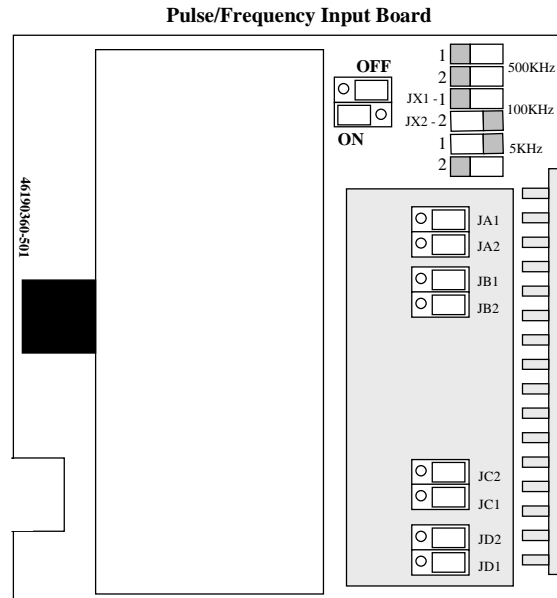 Pulse/Frequency Input Board
OFF
ON
1
2
500KHz
JX1 - 1
JX2 - 2
100KHz
1
2
5KHz
46190360-501
JA1
JA2
JB1
JB2
JC2
JC1
JD2
JD1